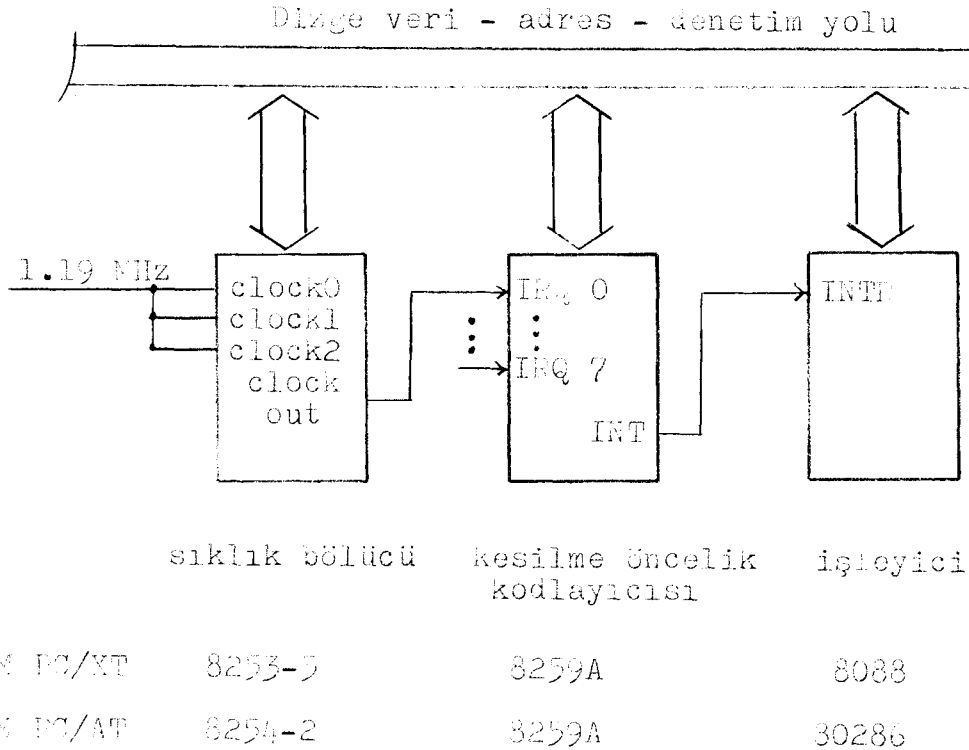 Dizge veri - adres - denetim yolu
1.19 MHz
clock0
clock1
clock2
clock
out
IRQ 0
IRQ 7
INT
INTR
sıklık bölücü
kesilme öncelik
kodlayıcısı
işleyici
M PC/XT 8253-5 8259A 8088
M PC/AT 8254-2 8259A 80286